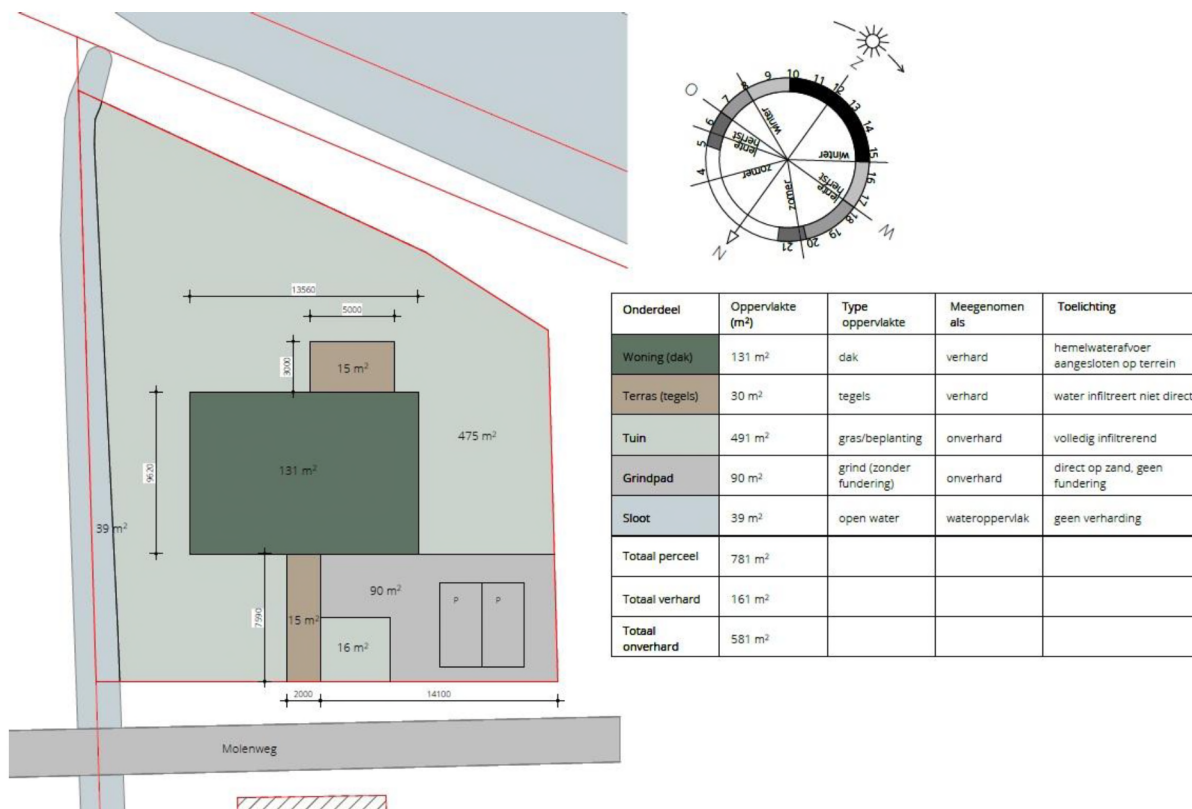 13560
5000
3000
15 m²
475 m²
131 m²
9620
39 m²
90 m²
P P
7590
15 m²
16 m²
2000 14100
Molenweg
Z
O
N
W
4 5 6 7 8 9 10 11 12 13 14 15 16 17 18 19 20 21
winter
lente
herfst
zomer
winter
lente
herfst
zomer
Onderdeel Oppervlakte (m²) Type oppervlakte Meegenomen als Toelichting
Woning (dak) 131 m² dak verhard hemelwaterafvoer aangesloten op terrein
Terras (tegels) 30 m² tegels verhard water infiltreert niet direct
Tuin 491 m² gras/beplanting onverhard volledig infiltrerend
Grindpad 90 m² grind (zonder fundering) onverhard direct op zand, geen fundering
Sloot 39 m² open water wateroppervlak geen verharding
Totaal perceel 781 m²
Totaal verhard 161 m²
Totaal onverhard 581 m²